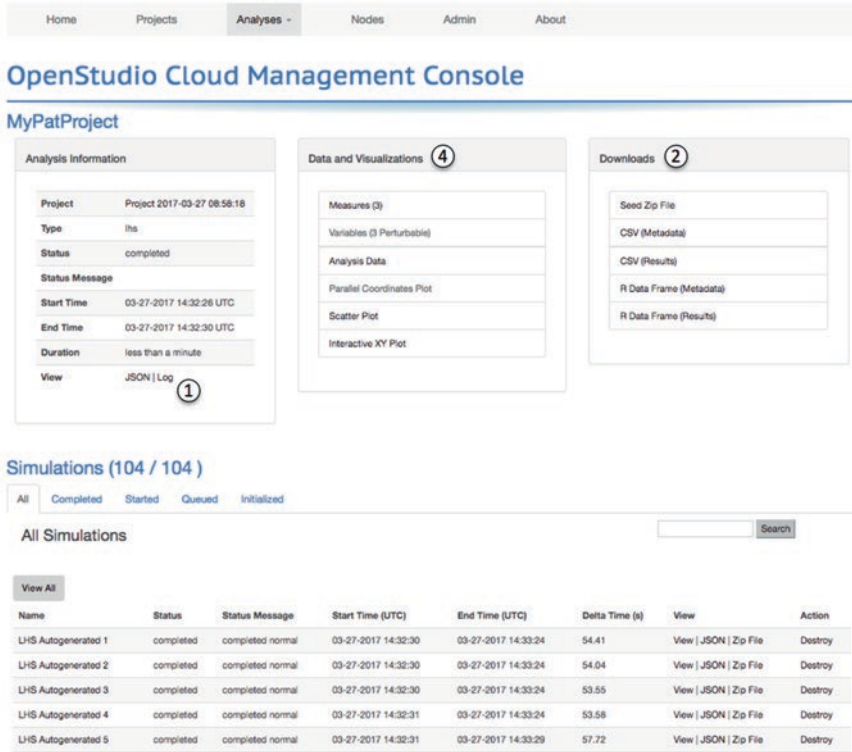 Home Projects Analyses - Nodes Admin About
OpenStudio Cloud Management Console
MyPatProject
Analysis Information
Project Project 2017-03-27 08:58:18
Type lhs
Status completed
Status Message
Start Time 03-27-2017 14:32:26 UTC
End Time 03-27-2017 14:32:30 UTC
Duration less than a minute
View JSON | Log
1
Data and Visualizations 4
Measures (3)
Variables (3 Perturbable)
Analysis Data
Parallel Coordinates Plot
Scatter Plot
Interactive XY Plot
Downloads 2
Seed Zip File
CSV (Metadata)
CSV (Results)
R Data Frame (Metadata)
R Data Frame (Results)
Simulations (104 / 104 )
All Completed Started Queued Initialized
All Simulations
Search
View All
Name Status Status Message Start Time (UTC) End Time (UTC) Delta Time (s) View Action
LHS Autogenerated 1 completed completed normal 03-27-2017 14:32:30 03-27-2017 14:33:24 54.41 View | JSON | Zip File Destroy
LHS Autogenerated 2 completed completed normal 03-27-2017 14:32:30 03-27-2017 14:33:24 54.04 View | JSON | Zip File Destroy
LHS Autogenerated 3 completed completed normal 03-27-2017 14:32:30 03-27-2017 14:33:24 53.55 View | JSON | Zip File Destroy
LHS Autogenerated 4 completed completed normal 03-27-2017 14:32:31 03-27-2017 14:33:24 53.58 View | JSON | Zip File Destroy
LHS Autogenerated 5 completed completed normal 03-27-2017 14:32:31 03-27-2017 14:33:29 57.72 View | JSON | Zip File Destroy